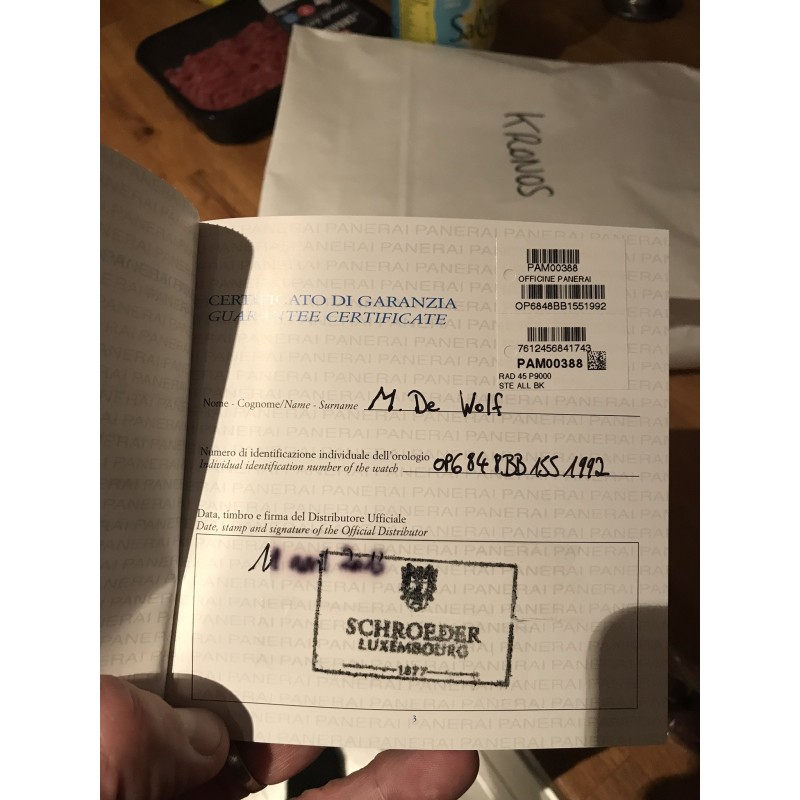 KRONOS
PAM00388
OFFICINE PANERAI
OP6848BB1551992
7612456841743
PAM00388
RAD 45 P9000
STE ALL BK
CERTIFICATO DI GARANZIA
GUARANTEE CERTIFICATE
Nome - Cognome/Name - Surname M. De Wolf
Numero di identificazione individuale dell'orologio
Individual identification number of the watch OP6848BB1551992
Data, timbro e firma del Distributore Ufficiale
Date, stamp and signature of the Official Distributor
11
SCHROEDER
LUXEMBOURG
1877
3